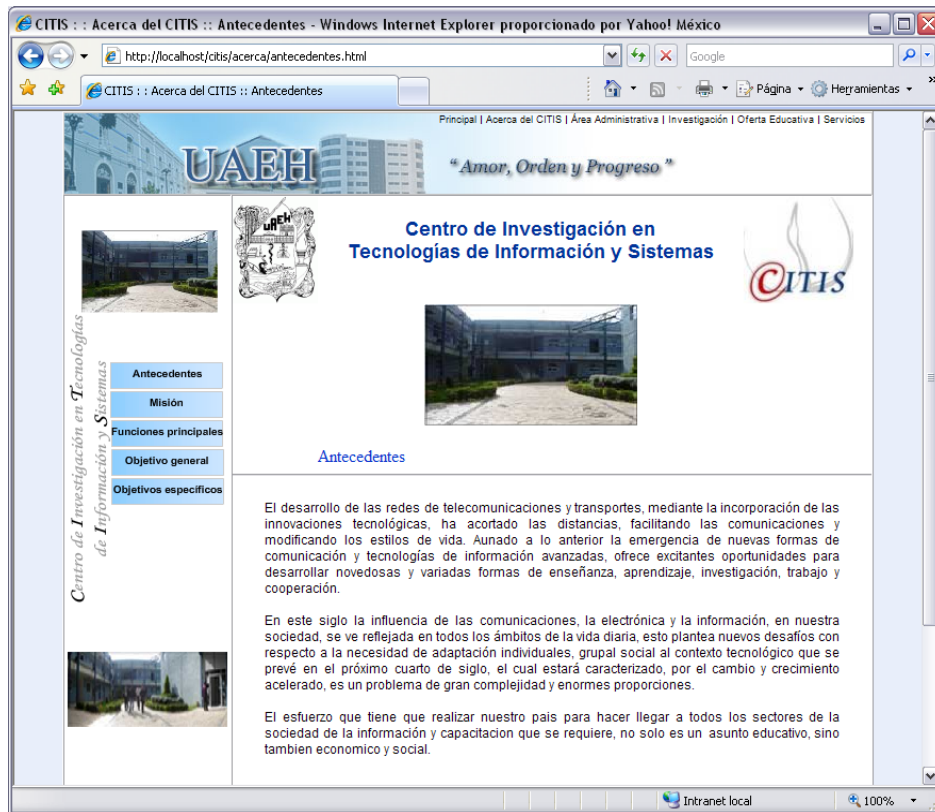 CITIS : : Acerca del CITIS :: Antecedentes - Windows Internet Explorer proporcionado por Yahoo! México
http://localhost/citis/acerca/antecedentes.html
Google
CITIS : : Acerca del CITIS :: Antecedentes
Página
Herramientas
»
Principal | Acerca del CITIS | Área Administrativa | Investigación | Oferta Educativa | Servicios
UAEH
“ Amor, Orden y Progreso ”
UAEH
Centro de Investigación en
Tecnologías de Información y Sistemas
CITIS
Centro de Investigación en Tecnologías
de Información y Sistemas
Antecedentes
Misión
Funciones principales
Objetivo general
Objetivos específicos
Antecedentes
El desarrollo de las redes de telecomunicaciones y transportes, mediante la incorporación de las
innovaciones tecnológicas, ha acortado las distancias, facilitando las comunicaciones y
modificando los estilos de vida. Aunado a lo anterior la emergencia de nuevas formas de
comunicación y tecnologías de información avanzadas, ofrece excitantes oportunidades para
desarrollar novedosas y variadas formas de enseñanza, aprendizaje, investigación, trabajo y
cooperación.
En este siglo la influencia de las comunicaciones, la electrónica y la información, en nuestra
sociedad, se ve reflejada en todos los ámbitos de la vida diaria, esto plantea nuevos desafíos con
respecto a la necesidad de adaptación individuales, grupal social al contexto tecnológico que se
prevé en el próximo cuarto de siglo, el cual estará caracterizado, por el cambio y crecimiento
acelerado, es un problema de gran complejidad y enormes proporciones.
El esfuerzo que tiene que realizar nuestro pais para hacer llegar a todos los sectores de la
sociedad de la información y capacitacion que se requiere, no solo es un asunto educativo, sino
tambien economico y social.
Intranet local
100%